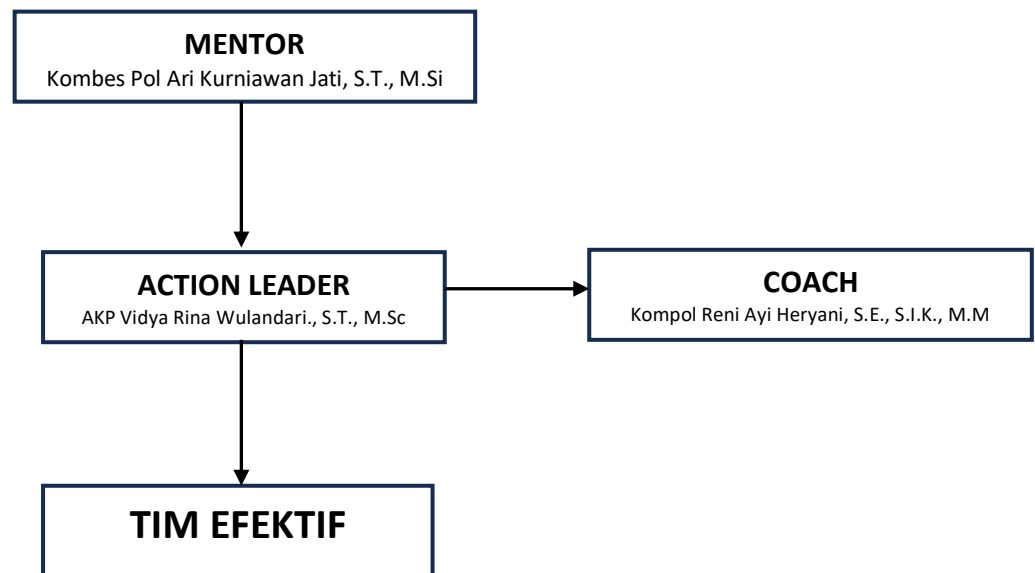 MENTOR
Kombes Pol Ari Kurniawan Jati, S.T., M.Si
ACTION LEADER
AKP Vidya Rina Wulandari., S.T., M.Sc
COACH
Kompol Reni Ayi Heryani, S.E., S.I.K., M.M
TIM EFEKTIF